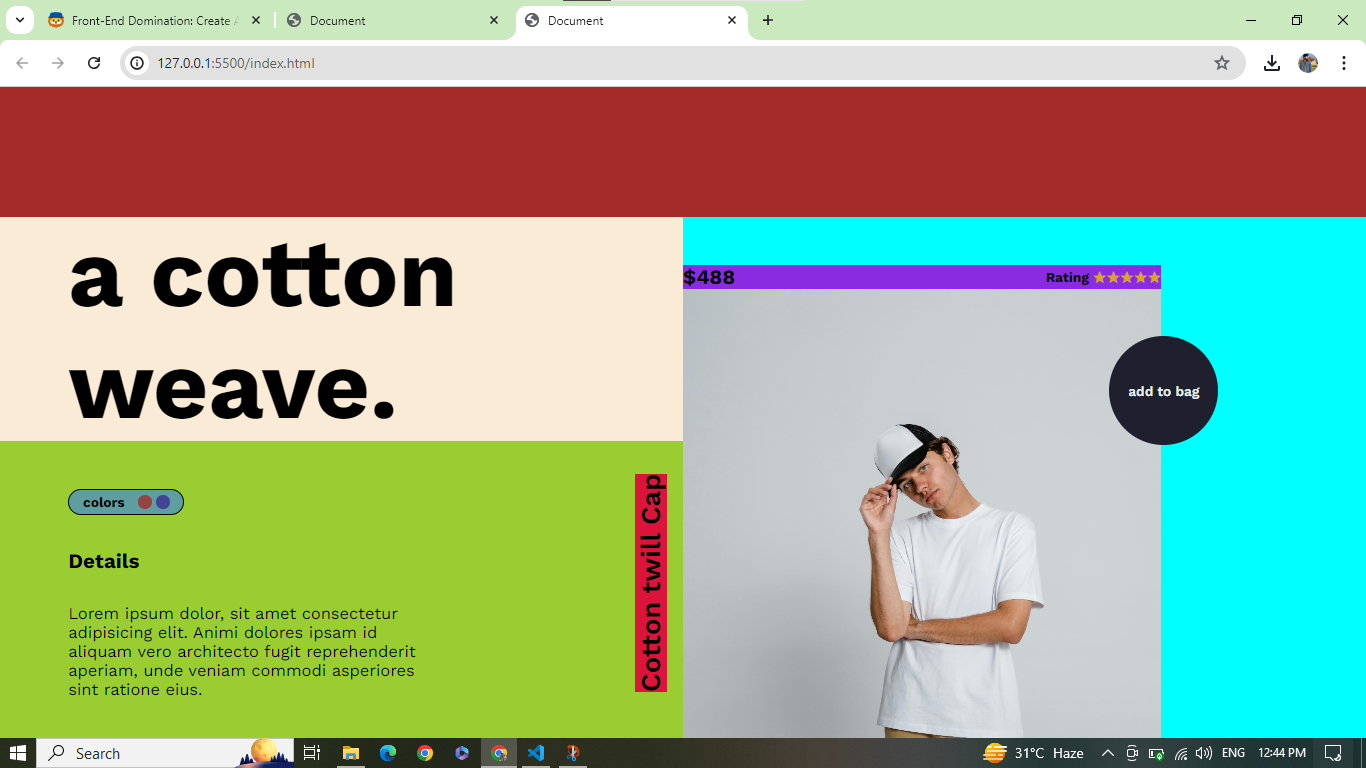 Front-End Domination: Create A
Document
Document
127.0.0.1:5500/index.html
a cotton
weave.
$488
Rating ⭐⭐⭐⭐⭐
add to bag
colors
Details
Lorem ipsum dolor, sit amet consectetur
adipisicing elit. Animi dolores ipsam id
aliquam vero architecto fugit reprehenderit
aperiam, unde veniam commodi asperiores
sint ratione eius.
Cotton twill Cap
Search
31°C Haze
ENG
12:44 PM